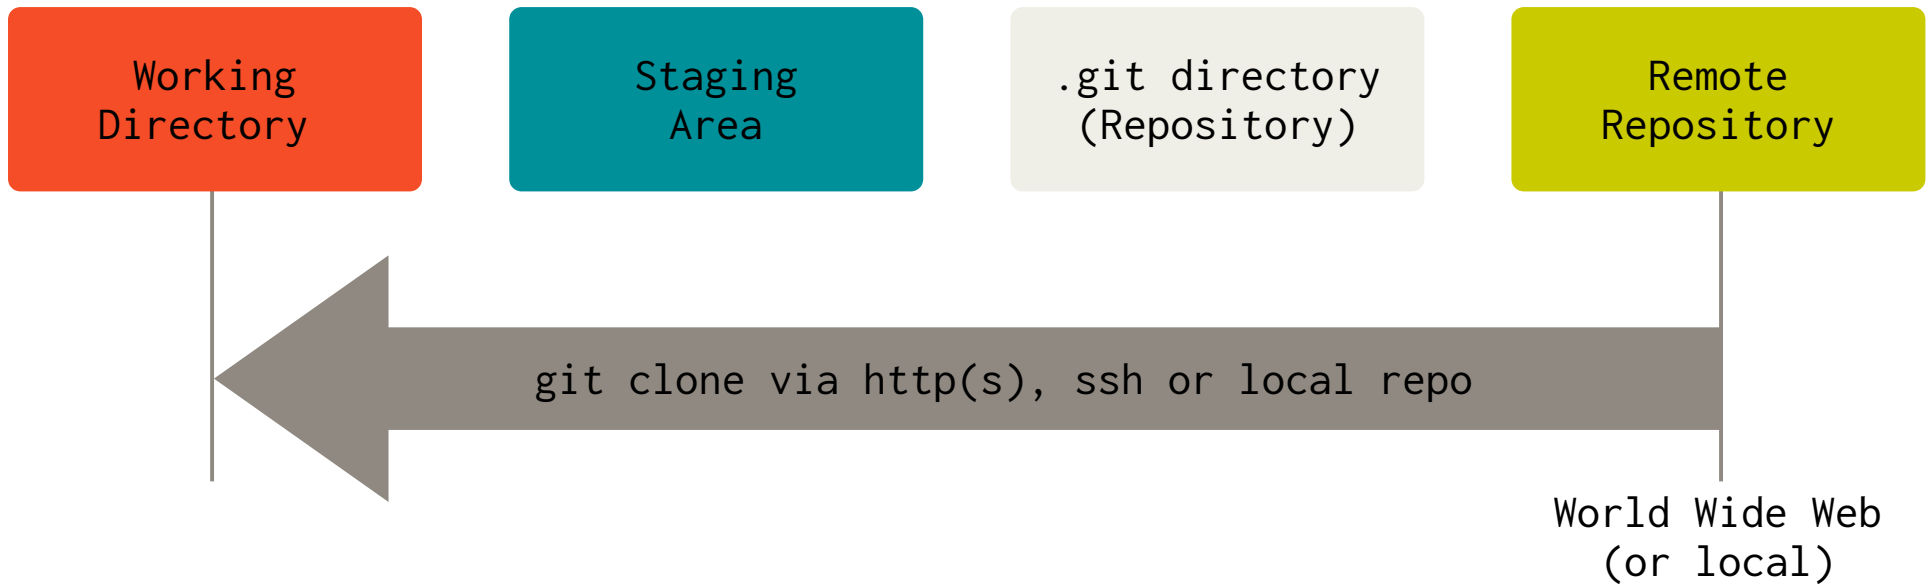 Working
Directory
Staging
Area
.git directory
(Repository)
Remote
Repository
git clone via http(s), ssh or local repo
World Wide Web
(or local)